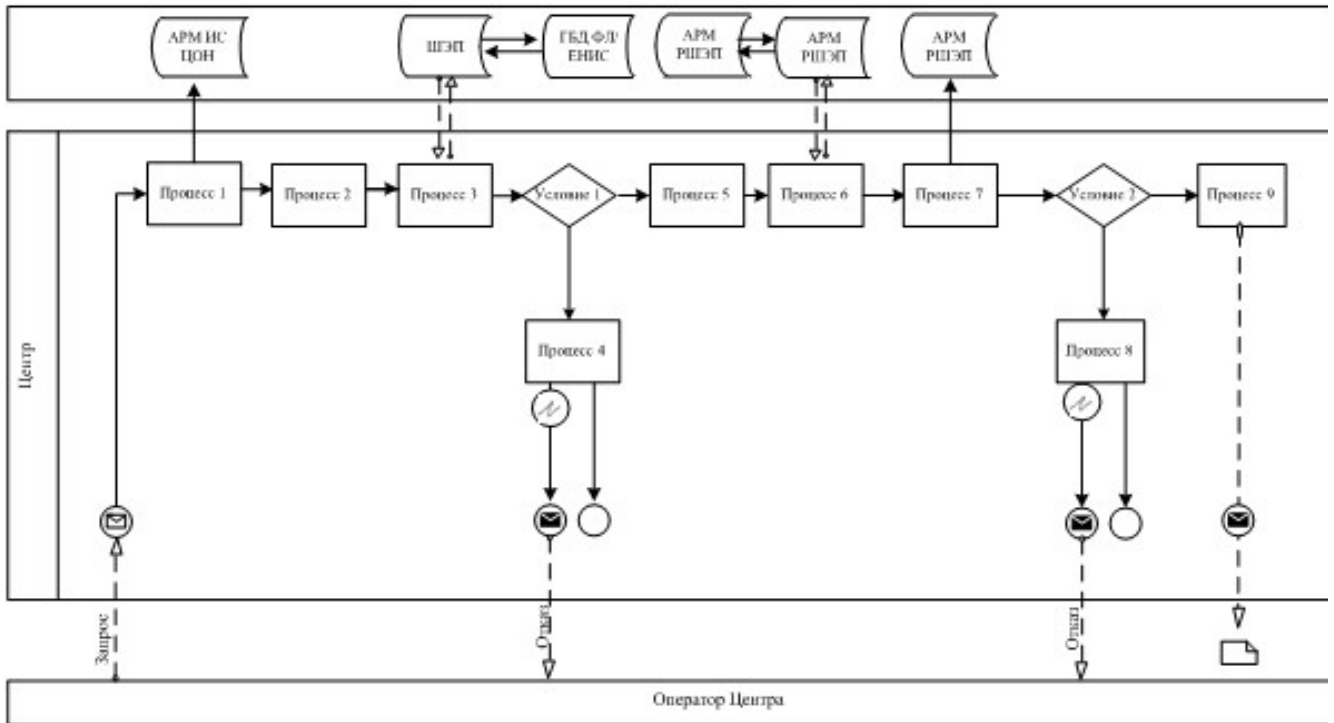 АРМ ИС
ЦОН
ШЭП
ГБД ФЛ/
ЕНИС
АРМ
РШЭП
АРМ
РШЭП
АРМ
РШЭП
Центр
Процесс 1
Процесс 2
Процесс 3
Условие 1
Процесс 5
Процесс 6
Процесс 7
Условие 2
Процесс 9
Процесс 4
Процесс 8
Запрос
Отказ
Отказ
Оператор Центра